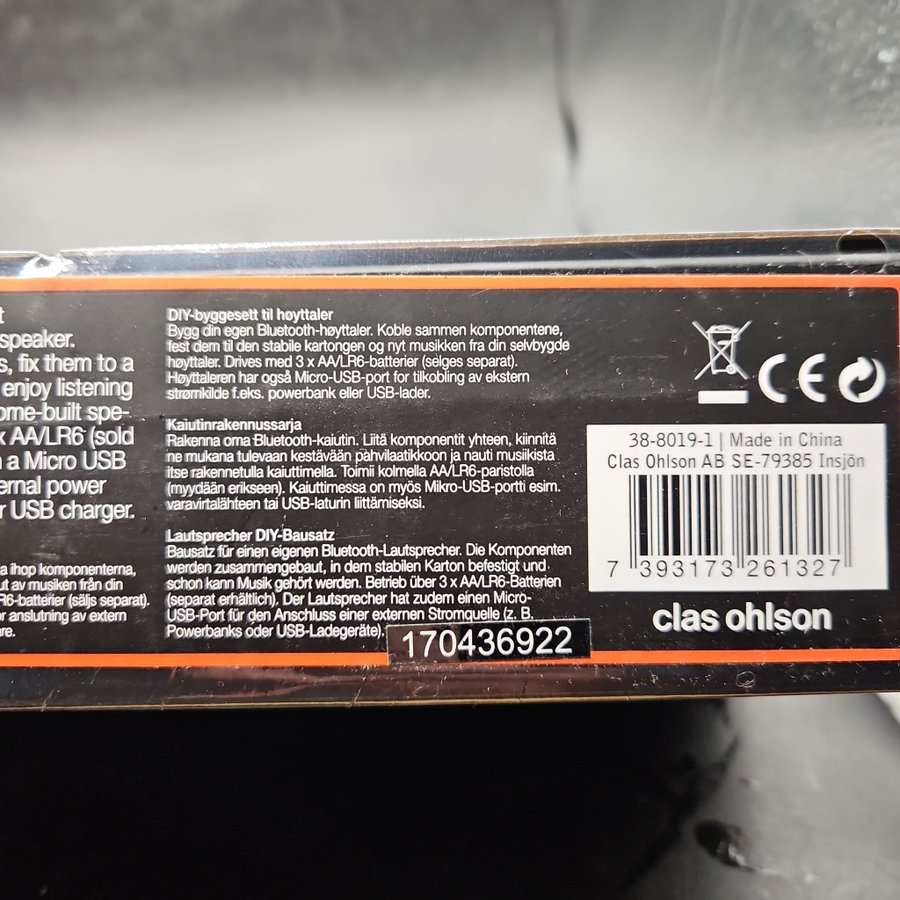 t
speaker.
s, fix them to a
enjoy listening
ome-built spe-
x AA/LR6 (sold
a Micro USB
ernal power
r USB charger.
a ihop komponenterna,
ut av musiken från din
R6-batterier (säljs separat).
ör anslutning av extern
are.
DIY-byggesett til høyttaler
Bygg din egen Bluetooth-høyttaler. Koble sammen komponentene,
fest dem til den stabile kartongen og nyt musikken fra din selvbygde
høyttaler. Drives med 3 x AA/LR6-batterier (selges separat).
Høyttaleren har også Micro-USB-port for tilkobling av ekstern
strømkilde f.eks. powerbank eller USB-lader.
Kaiutinrakennussarja
Rakenna oma Bluetooth-kaiutin. Liitä komponentit yhteen, kiinnitä
ne mukana tulevaan kestävään pahvilaatikkoon ja nauti musiikista
itse rakennetulla kaiuttimella. Toimii kolmella AA/LR6-paristolla
(myydään erikseen). Kaiuttimessa on myös Mikro-USB-portti esim.
varavirtalähteen tai USB-laturin liittämiseksi.
Lautsprecher DIY-Bausatz
Bausatz für einen eigenen Bluetooth-Lautsprecher. Die Komponenten
werden zusammengebaut, in dem stabilen Karton befestigt und
schon kann Musik gehört werden. Betrieb über 3 x AA/LR6-Batterien
(separat erhältlich). Der Lautsprecher hat zudem einen Micro-
USB-Port für den Anschluss einer externen Stromquelle (z. B.
Powerbanks oder USB-Ladegeräte).
170436922
CE
38-8019-1 | Made in China
Clas Ohlson AB SE-79385 Insjön
7 393173 261327
clas ohlson